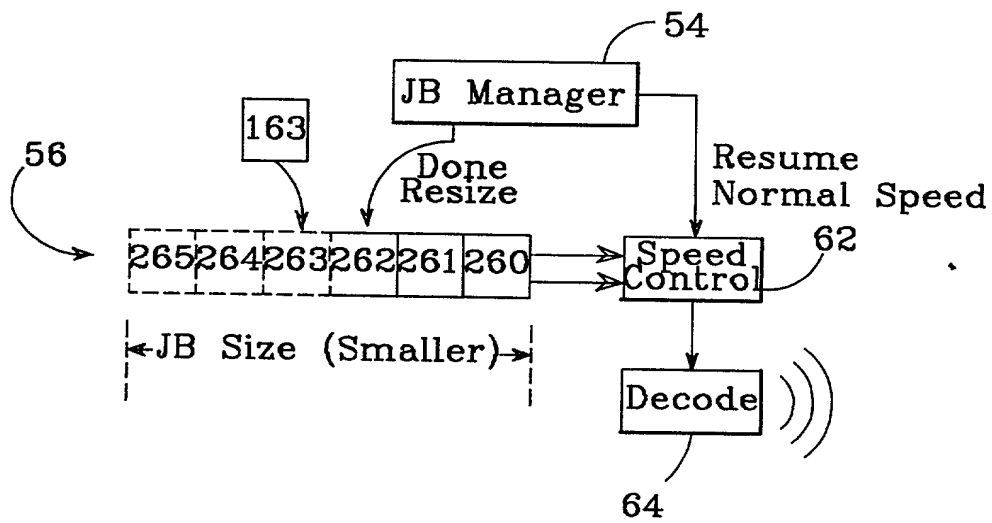 54
JB Manager
163
56
Done
Resize
Resume
Normal Speed
265 264 263 262 261 260
Speed
Control
62
JB Size (Smaller)
Decode
64